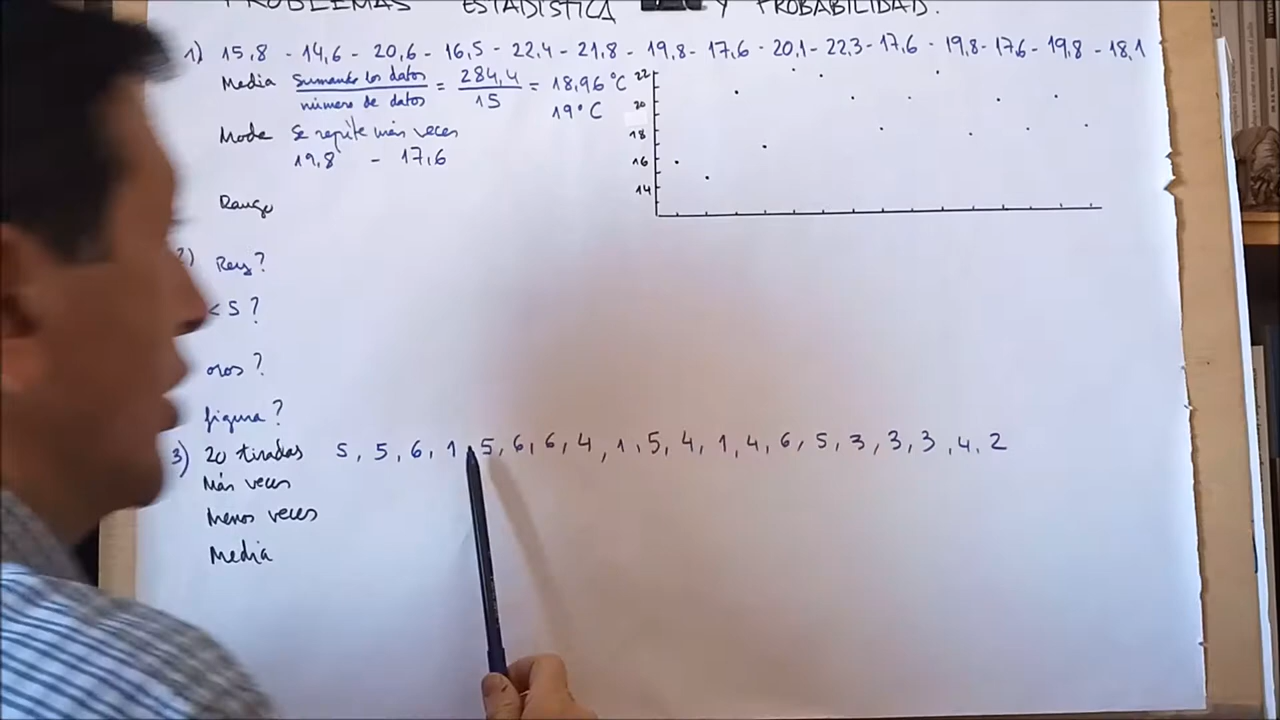 PROBLEMAS ESTADÍSTICA Y PROBABILIDAD.
1) 15,8 - 14,6 - 20,6 - 16,5 - 22,4 - 21,8 - 19,8 - 17,6 - 20,1 - 22,3 - 17,6 - 19,8 - 17,6 - 19,8 - 18,1
Media Sumando los datos / número de datos = 284,4 / 15 = 18,96 °C
19°C
Moda Se repite más veces
19,8 - 17,6
Rango
22
20
18
16
14
2) Rey?
< 5 ?
oros?
figura?
3) 20 tiradas 5, 5, 6, 1, 5, 6, 6, 4, 1, 5, 4, 1, 4, 6, 5, 3, 3, 3, 4, 2
Más veces
Menos veces
Media